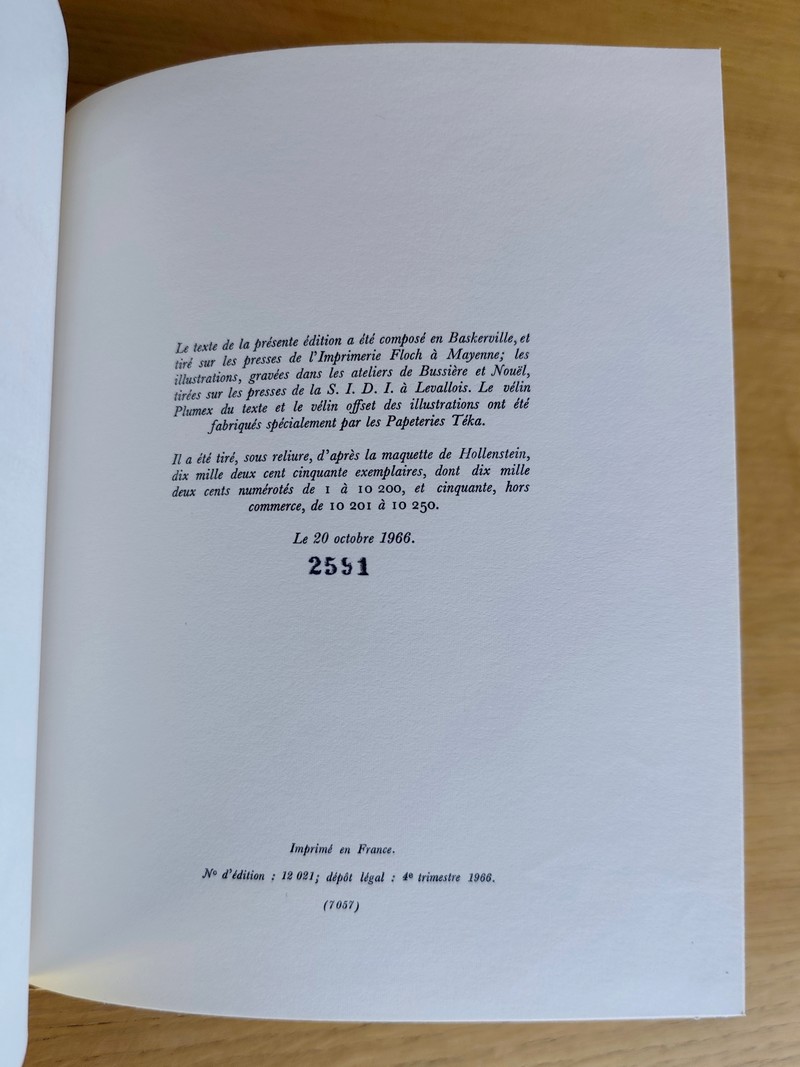 Le texte de la présente édition a été composé en Baskerville, et
tiré sur les presses de l'Imprimerie Floch à Mayenne; les
illustrations, gravées dans les ateliers de Bussière et Nouël,
tirées sur les presses de la S. I. D. I. à Levallois. Le vélin
Plumex du texte et le vélin offset des illustrations ont été
fabriqués spécialement par les Papeteries Téka.
Il a été tiré, sous reliure, d'après la maquette de Hollenstein,
dix mille deux cent cinquante exemplaires, dont dix mille
deux cents numérotés de 1 à 10 200, et cinquante, hors
commerce, de 10 201 à 10 250.
Le 20 octobre 1966.
2591
Imprimé en France.
Nº d'édition : 12 021; dépôt légal : 4e trimestre 1966.
(7057)